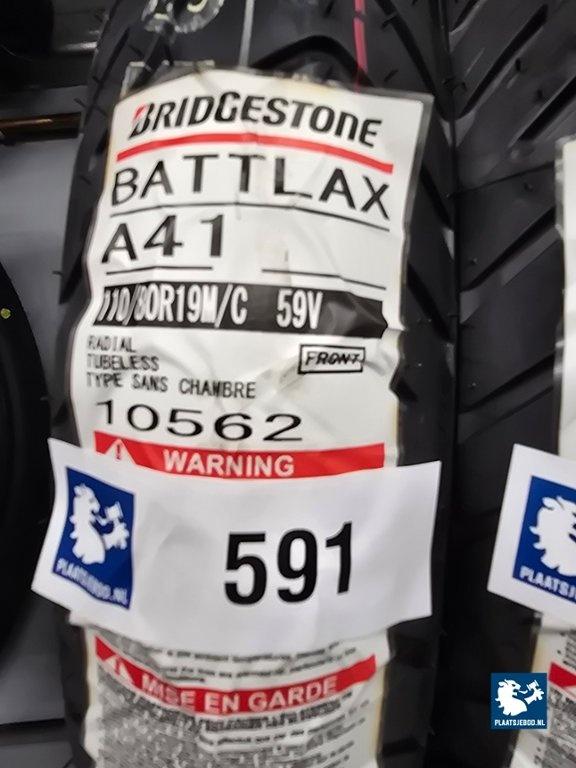 BRIDGESTONE
BATTLAX
A41
110/80R19M/C 59V
RADIAL
TUBELESS
TYPE SANS CHAMBRE
FRONT
10562
WARNING
591
PLAATSJEBOD.NL
PLAATSJ
MISE EN GARDE
PLAATSJEBOD.NL